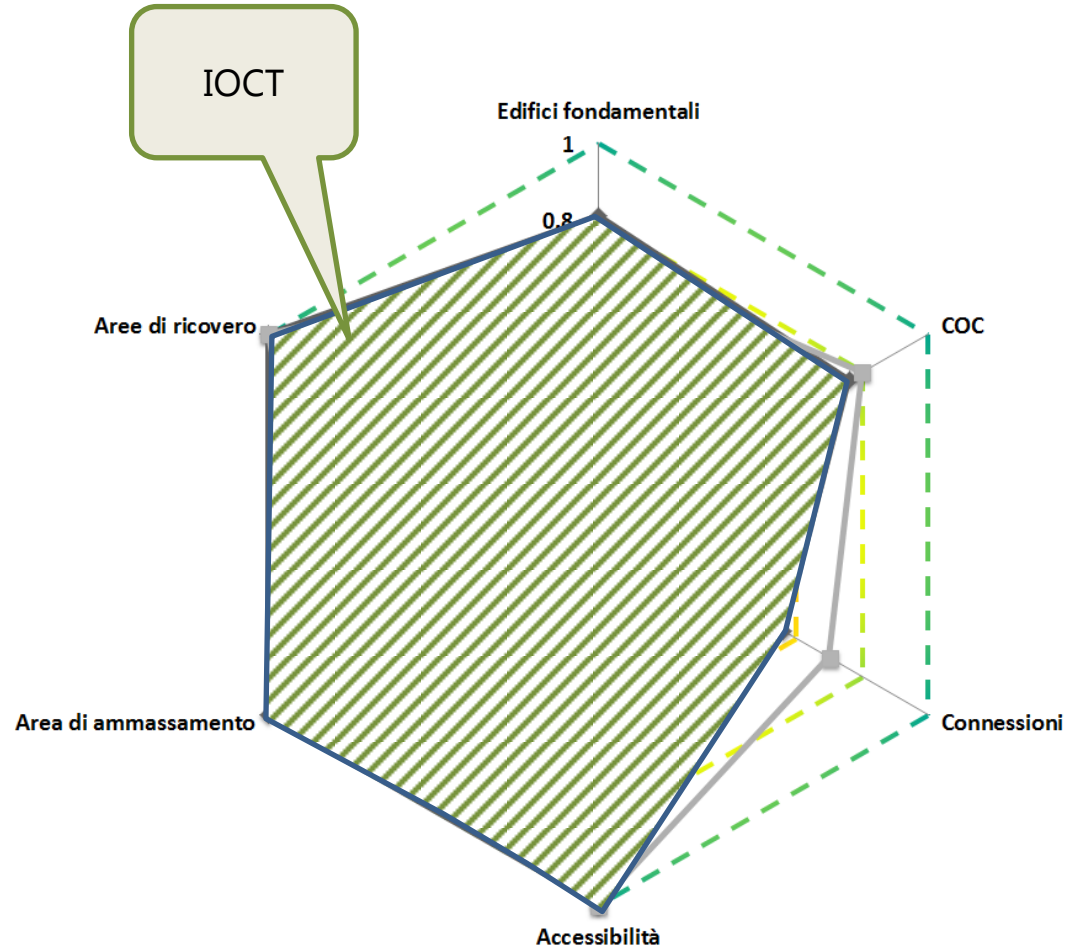 IOCT
Edifici fondamentali
1
0.8
Aree di ricovero
COC
Area di ammassamento
Connessioni
Accessibilità